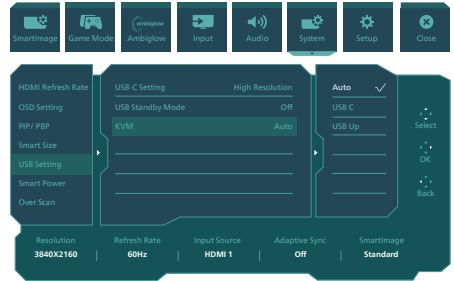 ambiglow
SmartImage Game Mode Ambiglow Input Audio System Setup Close
HDMI Refresh Rate USB-C Setting High Resolution Auto
OSD Setting USB Standby Mode Off USB C
PIP/ PBP KVM Auto USB Up Select
Smart Size
USB Setting OK
Smart Power Back
Over Scan
Resolution Refresh Rate Input Source Adaptive Sync SmartImage
3840X2160 | 60Hz | HDMI 1 | Off | Standard